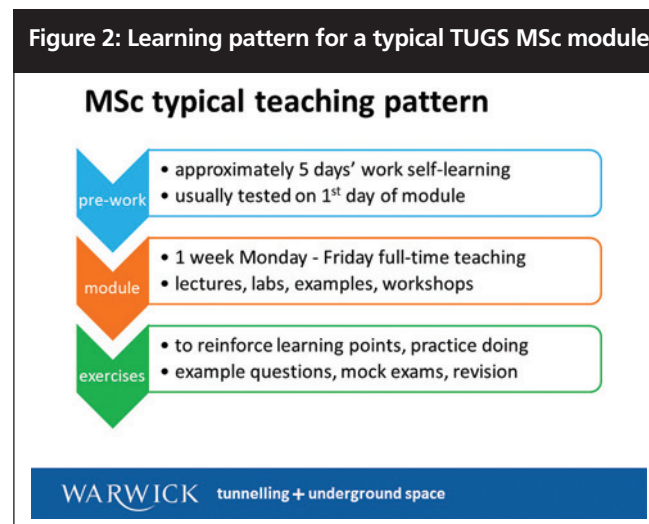 Figure 2: Learning pattern for a typical TUGS MSc module
MSc typical teaching pattern
pre-work
• approximately 5 days' work self-learning
• usually tested on 1st day of module
module
• 1 week Monday - Friday full-time teaching
• lectures, labs, examples, workshops
exercises
• to reinforce learning points, practice doing
• example questions, mock exams, revision
WARWICK tunnelling + underground space